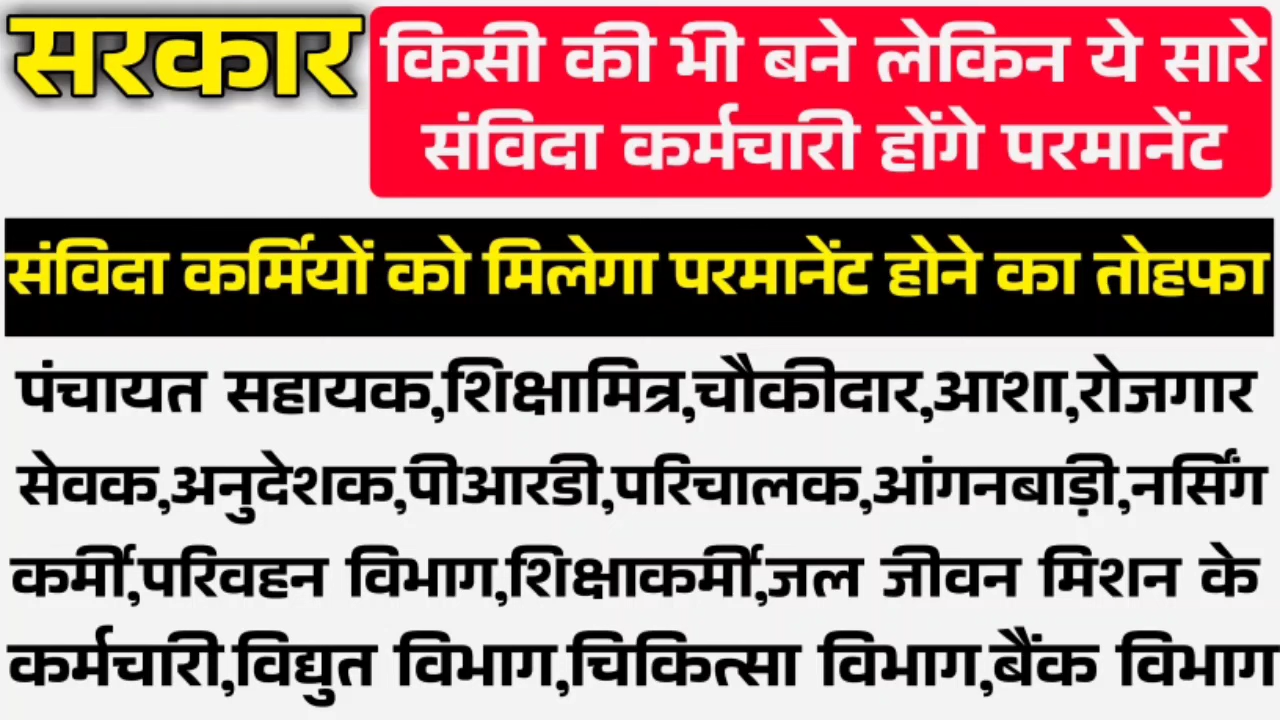 सरकार
किसी की भी बने लेकिन ये सारे
संविदा कर्मचारी होंगे परमानेंट
संविदा कर्मियों को मिलेगा परमानेंट होने का तोहफा
पंचायत सहायक,शिक्षामित्र,चौकीदार,आशा,रोजगार
सेवक,अनुदेशक,पीआरडी,परिचालक,आंगनबाड़ी,नर्सिंग
कर्मी,परिवहन विभाग,शिक्षाकर्मी,जल जीवन मिशन के
कर्मचारी,विद्युत विभाग,चिकित्सा विभाग,बैंक विभाग